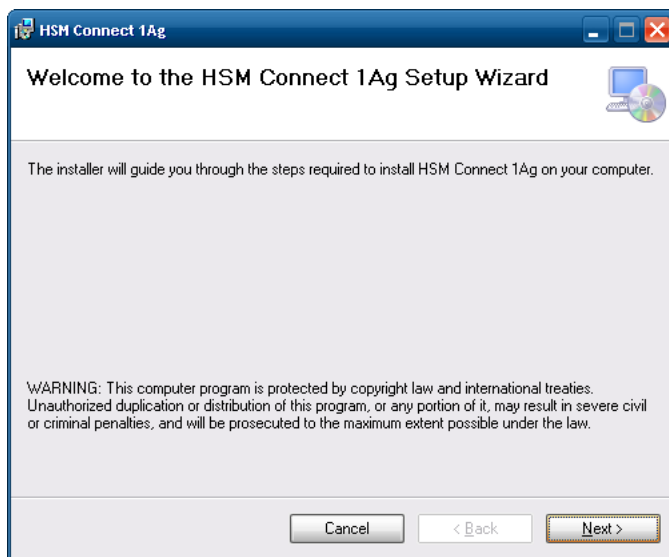 HSM Connect 1Ag
Welcome to the HSM Connect 1Ag Setup Wizard
The installer will guide you through the steps required to install HSM Connect 1Ag on your computer.
WARNING: This computer program is protected by copyright law and international treaties.
Unauthorized duplication or distribution of this program, or any portion of it, may result in severe civil
or criminal penalties, and will be prosecuted to the maximum extent possible under the law.
Cancel
< Back
Next >